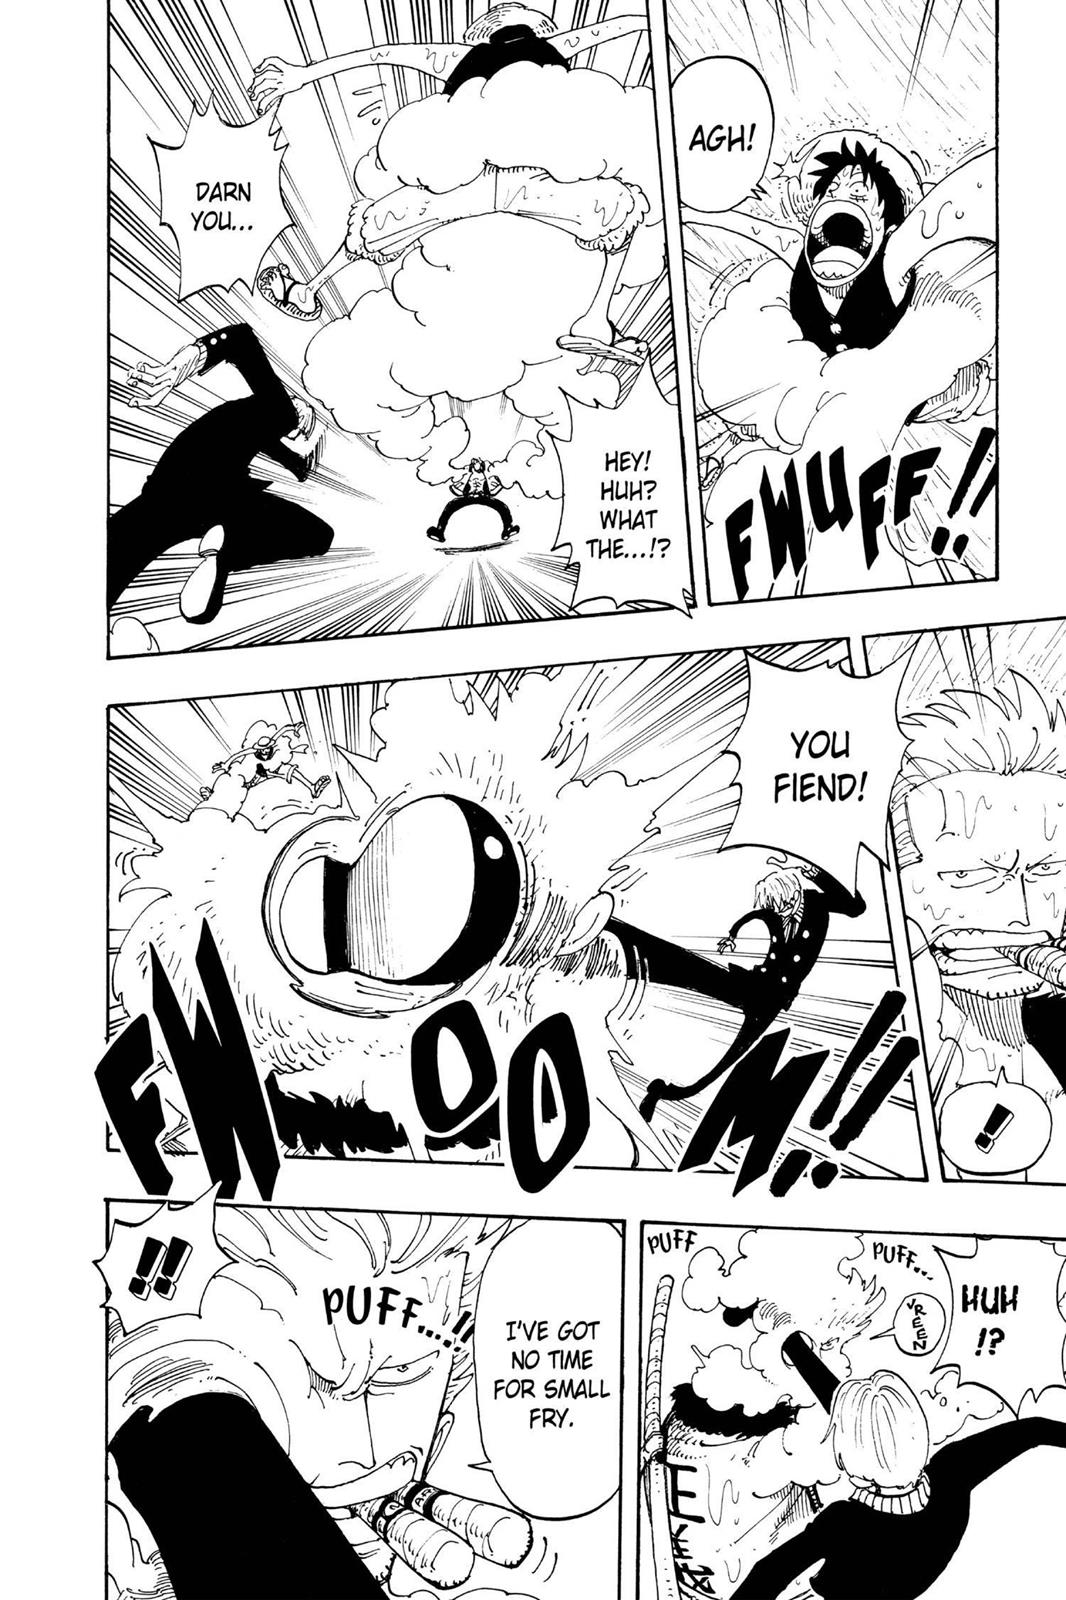 AGH!
FWUFF!!
DARN
YOU...
HEY!
HUH?
WHAT
THE...!?
!
YOU
FIEND!
FWOOOM!!
HUH
!?
PUFF...
VREEN
PUFF
I'VE GOT
NO TIME
FOR SMALL
FRY.
PUFF...!!
!!